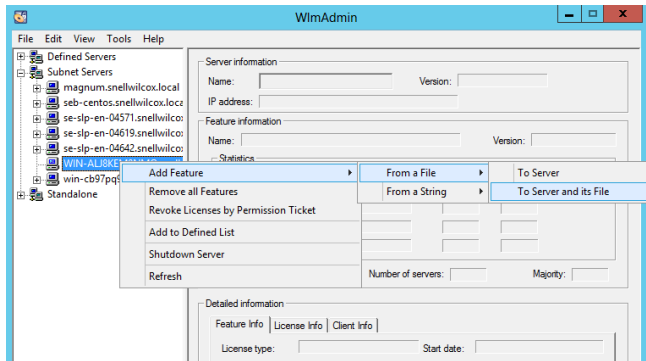 WlmAdmin
File Edit View Tools Help
Defined Servers
Subnet Servers
magnum.snellwilcox.local
seb-centos.snellwilcox.loca
se-slp-en-04571.snellwilco
se-slp-en-04619.snellwilco
se-slp-en-04642.snellwilco
win-cb97pq
Standalone
Server information
Name:
Version:
IP address:
Feature information
Name:
Version:
Statistics
Add Feature
From a File
To Server
Remove all Features
From a String
To Server and its File
Revoke Licenses by Permission Ticket
Add to Defined List
Shutdown Server
Refresh
Number of servers:
Majority:
Detailed information
Feature Info License Info Client Info
License type:
Start date: